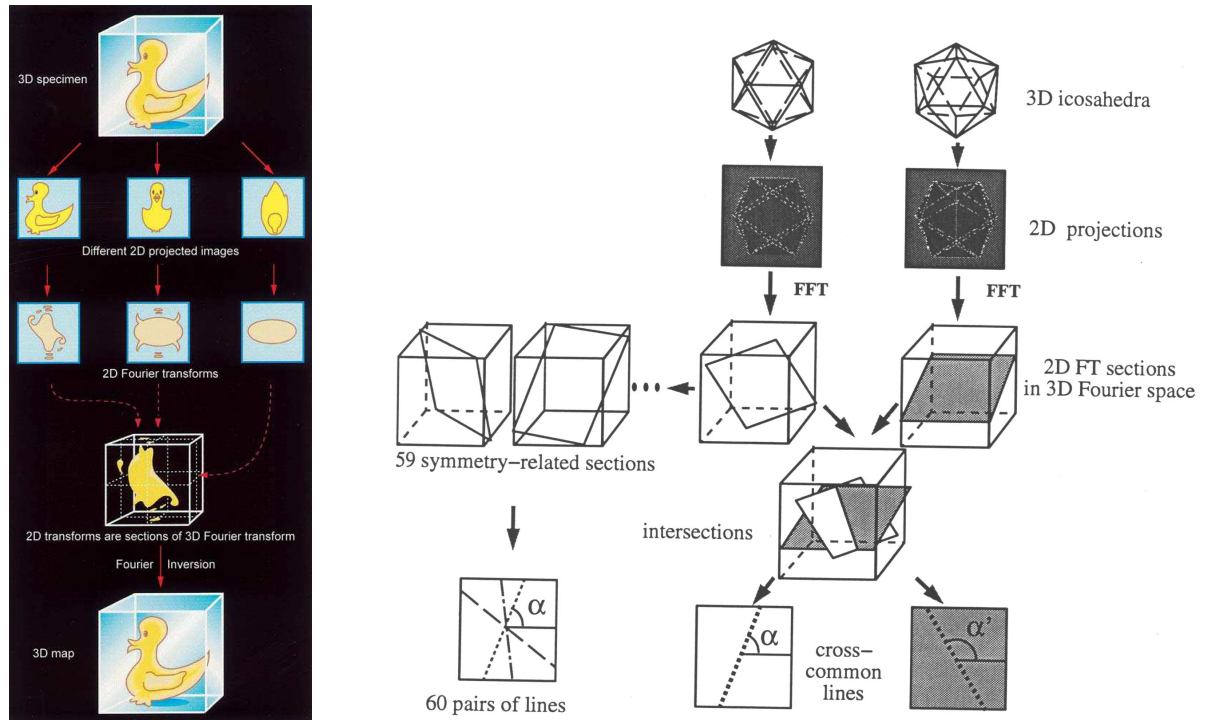 3D specimen
Different 2D projected images
2D Fourier transforms
2D transforms are sections of 3D Fourier transform
Fourier Inversion
3D map
3D icosahedra
2D projections
FFT FFT
2D FT sections
in 3D Fourier space
59 symmetry-related sections
intersections
α
α
α'
cross-
common
lines
60 pairs of lines